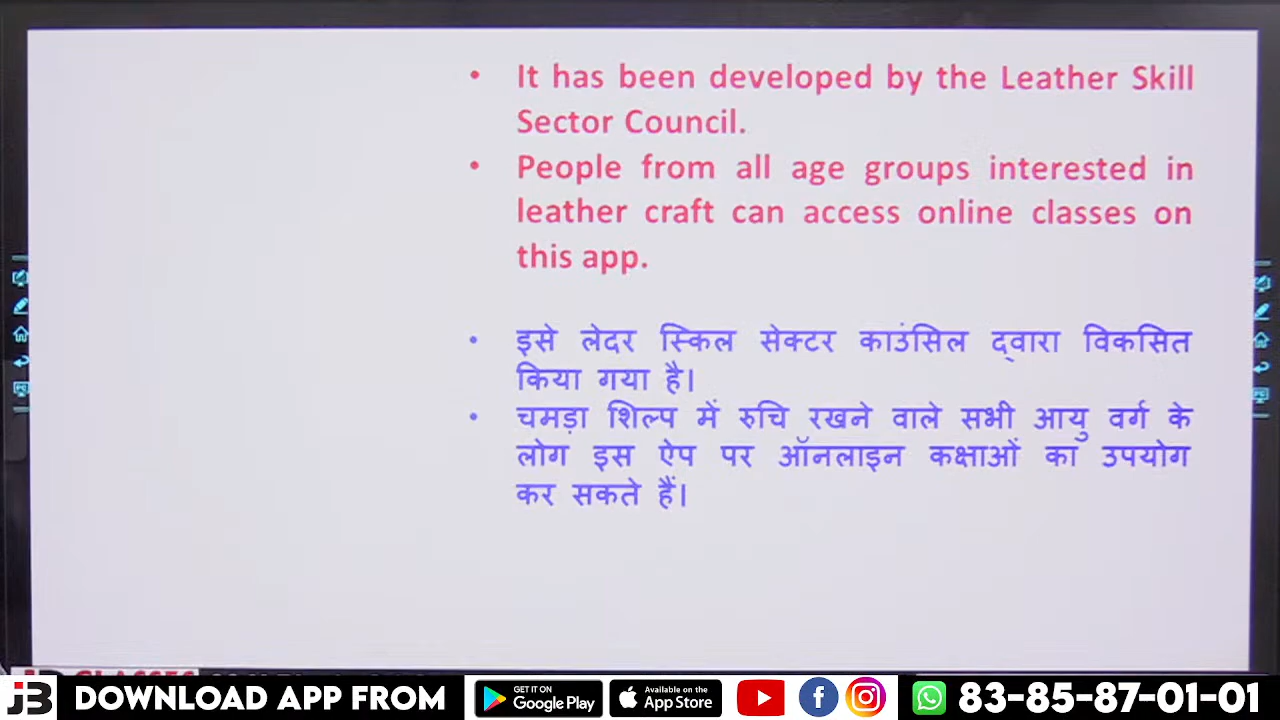 • It has been developed by the Leather Skill
Sector Council.
• People from all age groups interested in
leather craft can access online classes on
this app.
• इसे लेदर स्किल सेक्टर काउंसिल द्वारा विकसित
किया गया है।
• चमड़ा शिल्प में रुचि रखने वाले सभी आयु वर्ग के
लोग इस ऐप पर ऑनलाइन कक्षाओं का उपयोग
कर सकते हैं।
DOWNLOAD APP FROM
GET IT ON
Google Play
Available on the
App Store
83-85-87-01-01